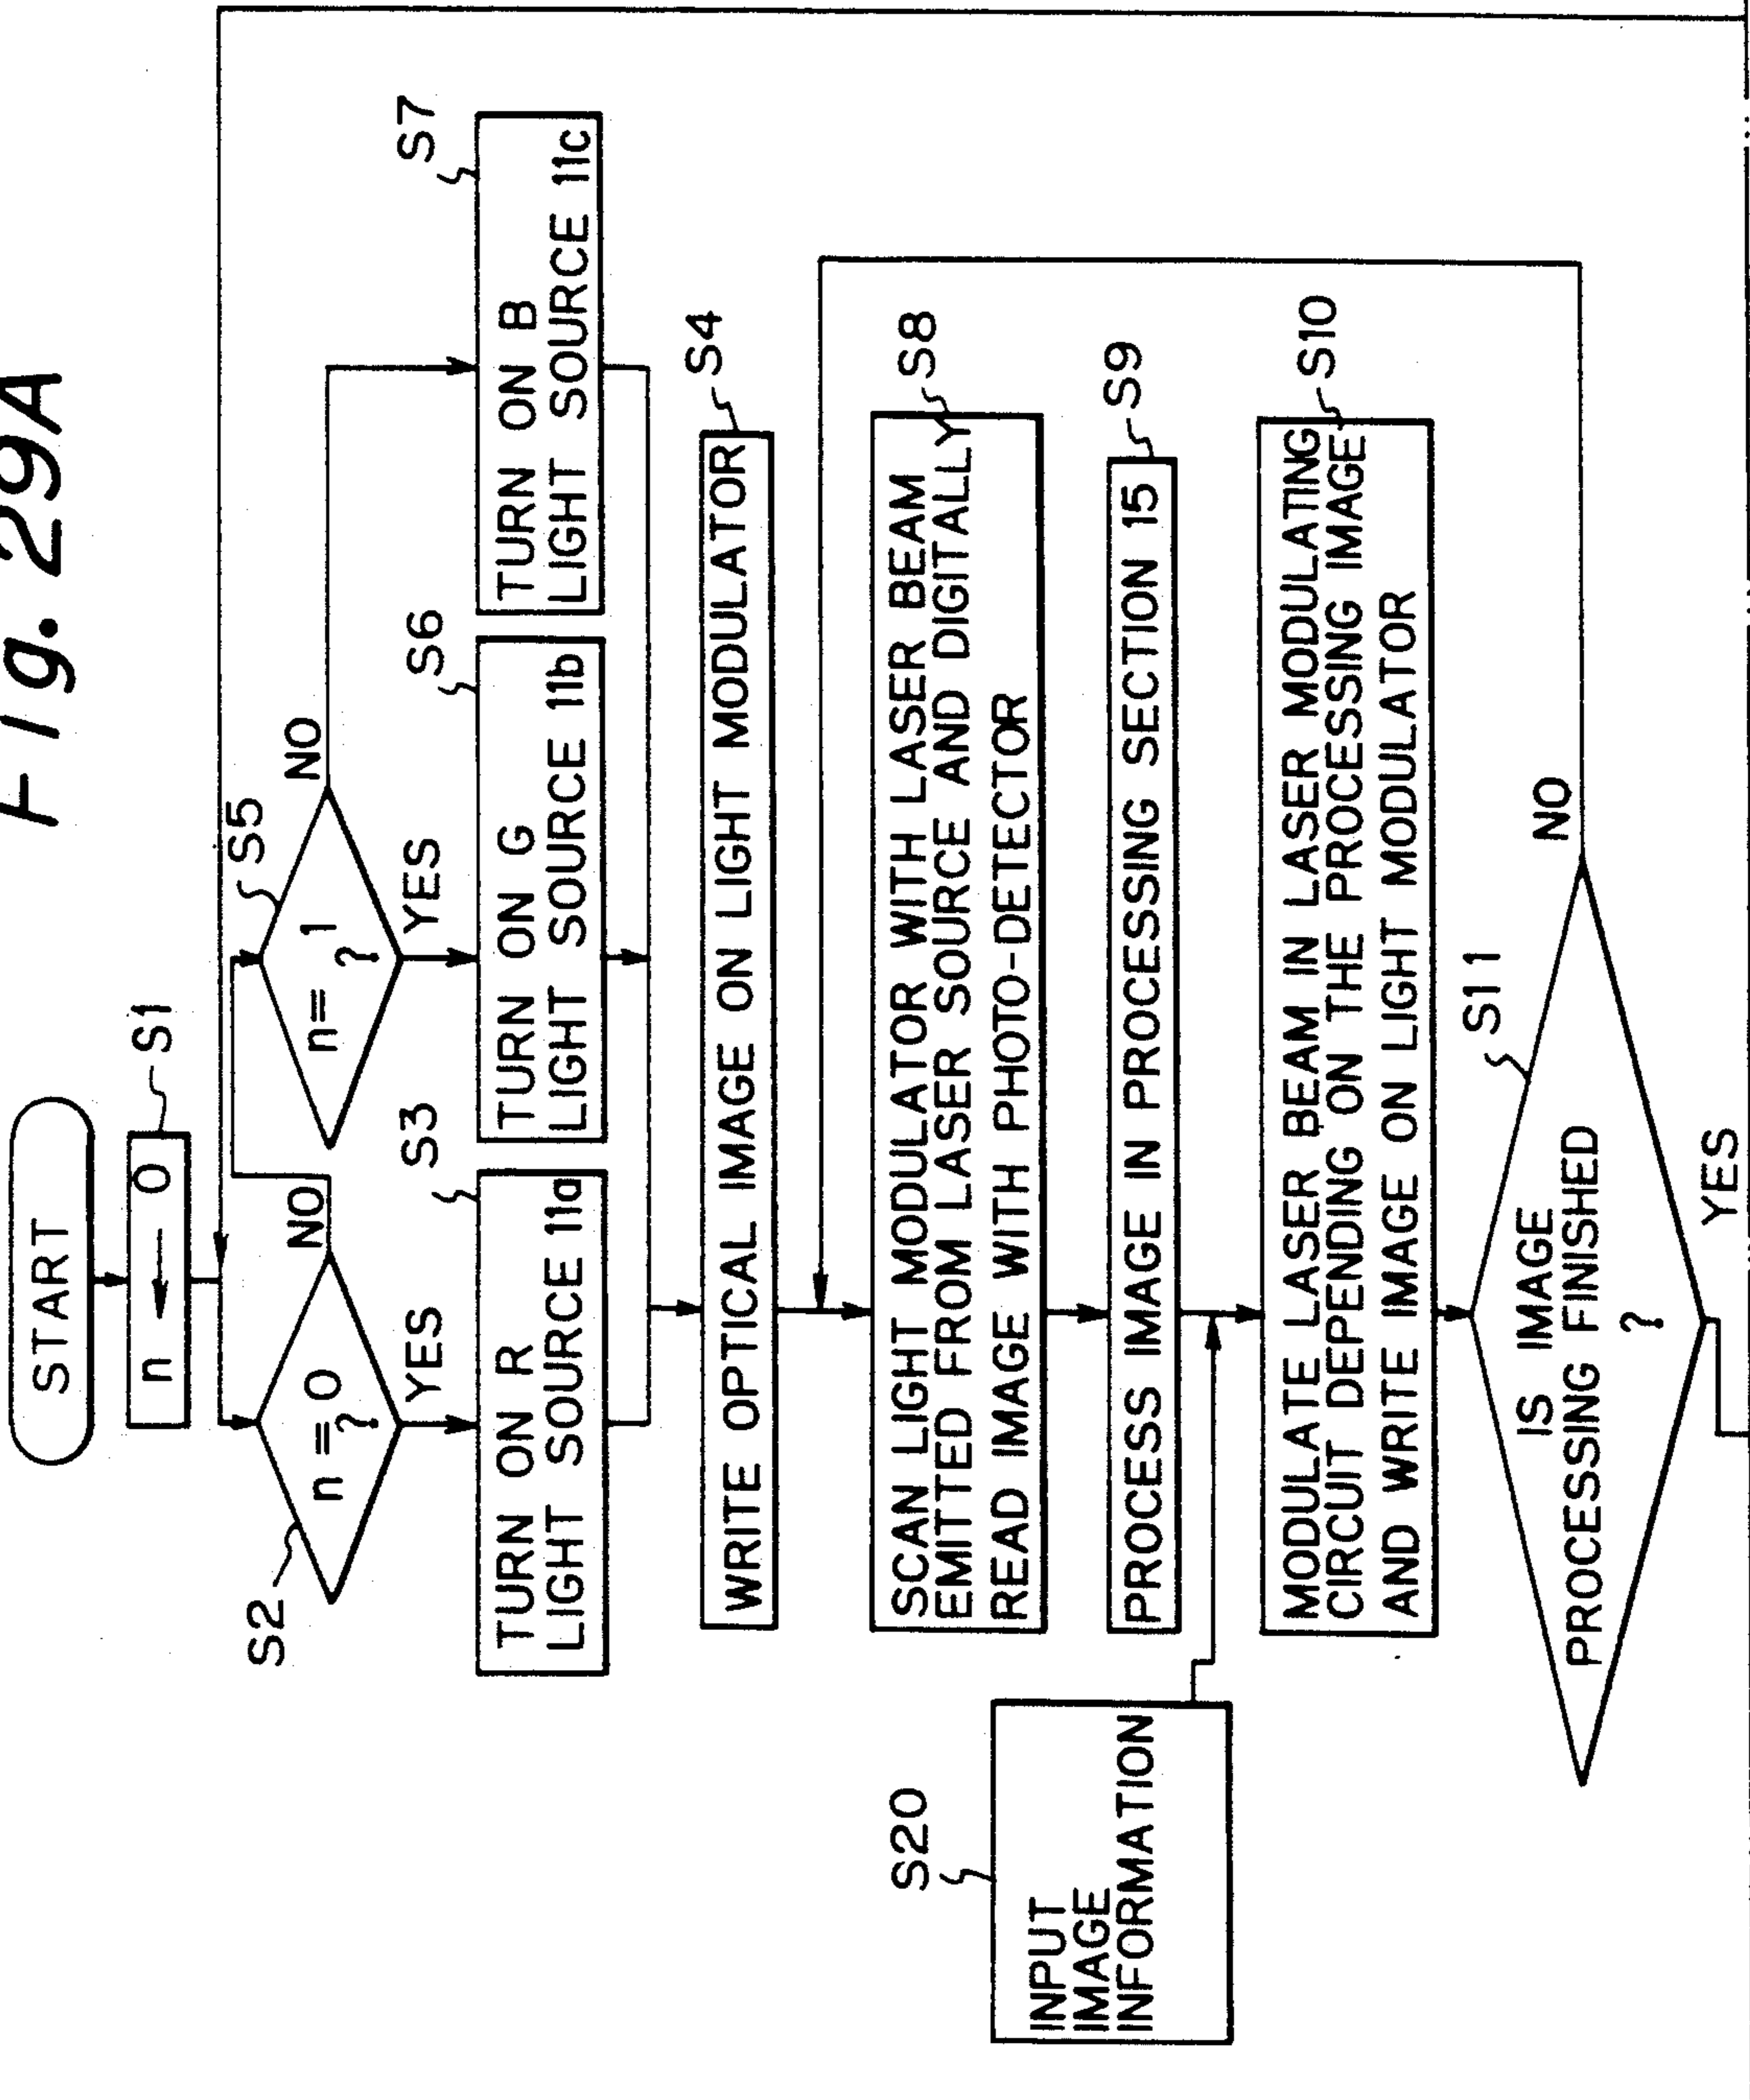 Fig. 29A
START
n ← 0
S1
S2
n=0
?
NO
YES
S5
n=1
?
NO
YES
S3
TURN ON R
LIGHT SOURCE 11a
S6
TURN ON G
LIGHT SOURCE 11b
S7
TURN ON B
LIGHT SOURCE 11c
S4
WRITE OPTICAL IMAGE ON LIGHT MODULATOR
S8
SCAN LIGHT MODULATOR WITH LASER BEAM
EMITTED FROM LASER SOURCE AND DIGITALLY
READ IMAGE WITH PHOTO-DETECTOR
S9
PROCESS IMAGE IN PROCESSING SECTION 15
S20
INPUT
IMAGE
INFORMATION
S10
MODULATE LASER BEAM IN LASER MODULATING
CIRCUIT DEPENDING ON THE PROCESSING IMAGE
AND WRITE IMAGE ON LIGHT MODULATOR
S11
IS IMAGE
PROCESSING FINISHED
?
NO
YES